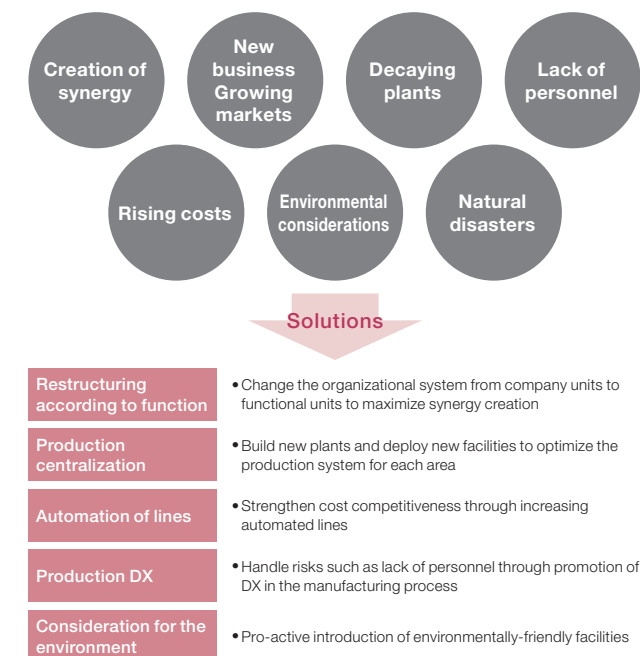 Creation of
synergy
New
business
Growing
markets
Decaying
plants
Lack of
personnel
Rising costs
Environmental
considerations
Natural
disasters
Solutions
Restructuring
according to function
• Change the organizational system from company units to
functional units to maximize synergy creation
Production
centralization
• Build new plants and deploy new facilities to optimize the
production system for each area
Automation of lines
• Strengthen cost competitiveness through increasing
automated lines
Production DX
• Handle risks such as lack of personnel through promotion of
DX in the manufacturing process
Consideration for the
environment
• Pro-active introduction of environmentally-friendly facilities